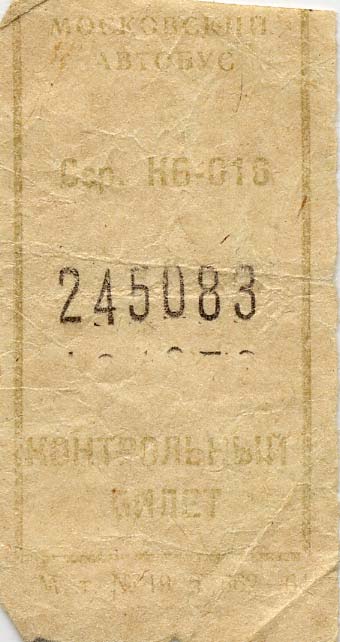 МОСКОВСКИЙ
АВТОБУС
Сер. НБ-016
245083
КОНТРОЛЬНЫЙ
БИЛЕТ